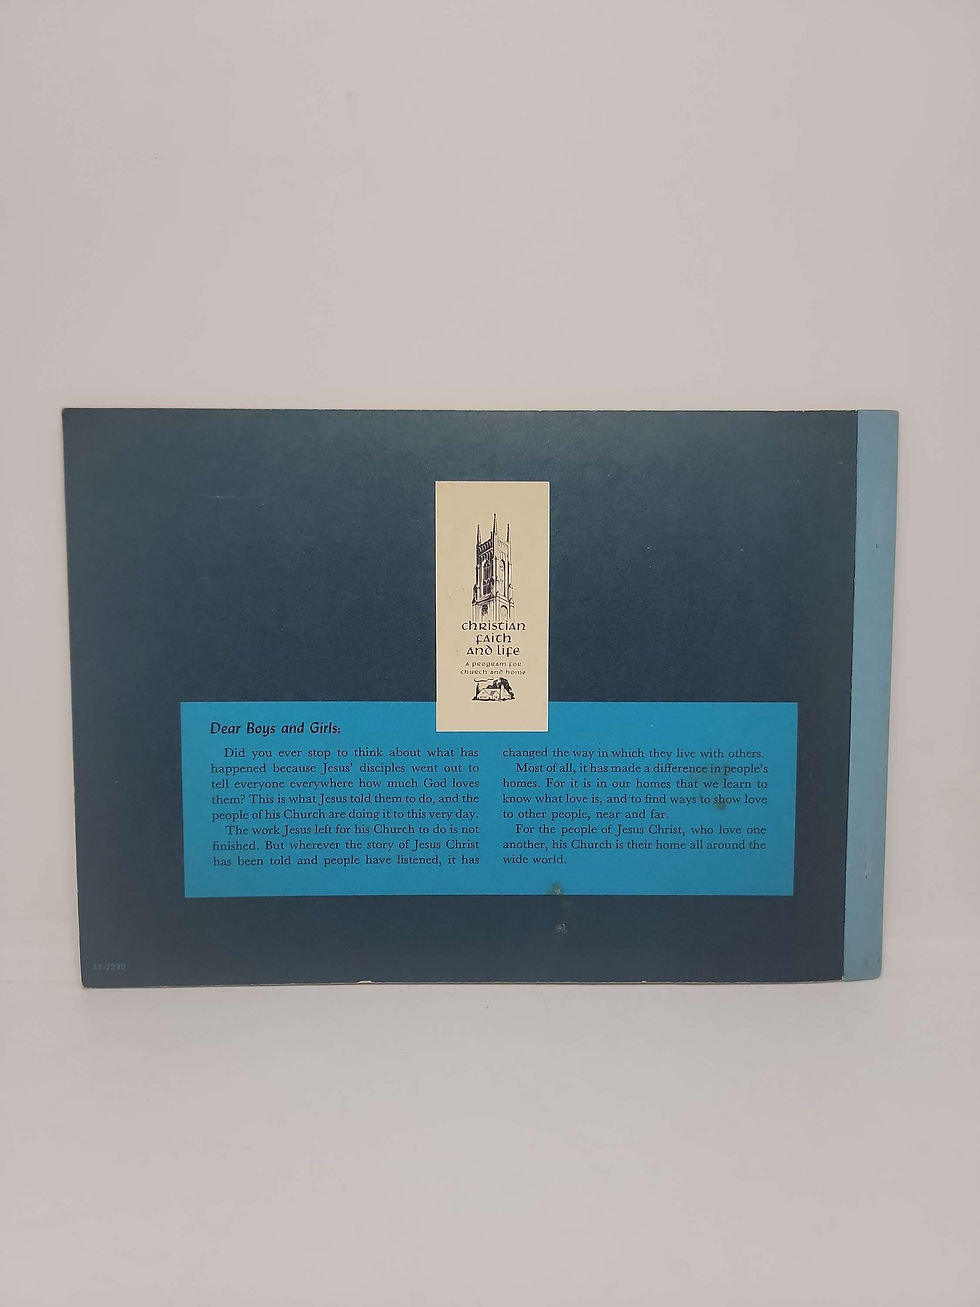 christian
faith
and life
a program for
church and home
Dear Boys and Girls:
Did you ever stop to think about what has
happened because Jesus' disciples went out to
tell everyone everywhere how much God loves
them? This is what Jesus told them to do, and the
people of his Church are doing it to this very day.
The work Jesus left for his Church to do is not
finished. But wherever the story of Jesus Christ
has been told and people have listened, it has
changed the way in which they live with others.
Most of all, it has made a difference in people's
homes. For it is in our homes that we learn to
know what love is, and to find ways to show love
to other people, near and far.
For the people of Jesus Christ, who love one
another, his Church is their home all around the
wide world.